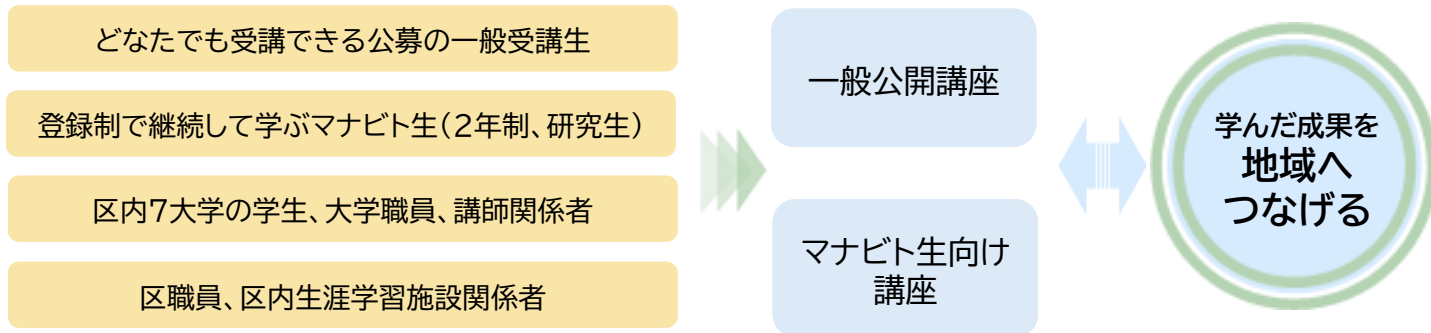 どなたでも受講できる公募の一般受講生
登録制で継続して学ぶマナビト生(2年制、研究生)
区内7大学の学生、大学職員、講師関係者
区職員、区内生涯学習施設関係者
一般公開講座
マナビト生向け
講座
学んだ成果を
地域へ
つなげる